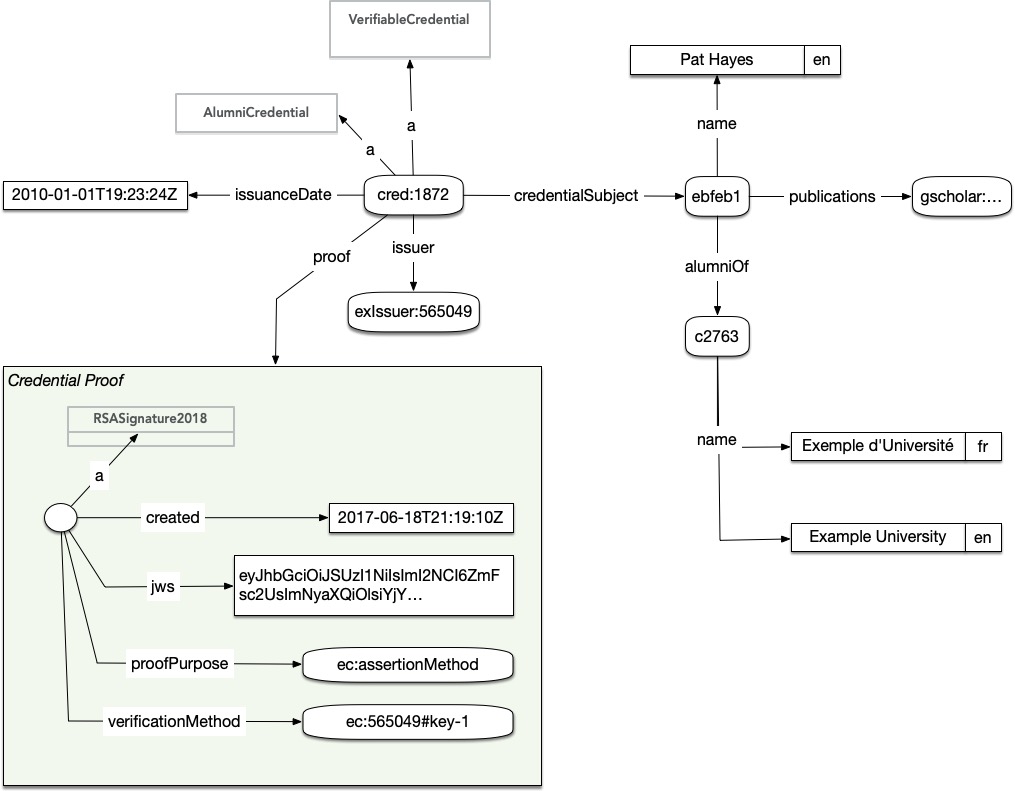 VerifiableCredential
AlumniCredential
a
a
Pat Hayes en
name
2010-01-01T19:23:24Z issuanceDate cred:1872 credentialSubject ebfeb1 publications gscholar:...
proof
issuer
alumniOf
exIssuer:565049
c2763
name
Exemple d'Université fr
Example University en
Credential Proof
RSASignature2018
a
created 2017-06-18T21:19:10Z
jws
eyJhbGciOiJSUzI1NiIsImI2NCI6ZmF
sc2UsImNyaXQiOlsiYjY...
proofPurpose ec:assertionMethod
verificationMethod ec:565049#key-1